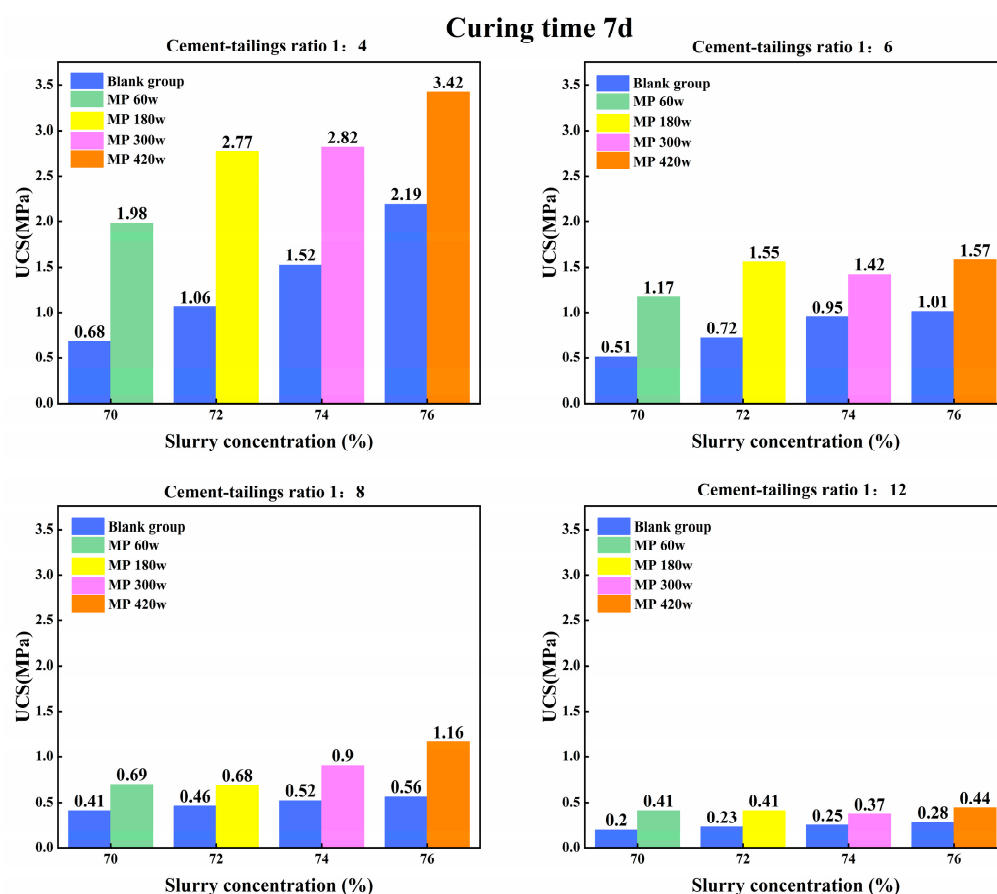 Curing time 7d
Cement-tailings ratio 1：4
Blank group
MP 60w
MP 180w
MP 300w
MP 420w
UCS(MPa)
3.5
3.0
2.5
2.0
1.5
1.0
0.5
0.0
0.68
1.98
1.06
2.77
1.52
2.82
2.19
3.42
70
72
74
76
Slurry concentration (%)
Cement-tailings ratio 1：6
Blank group
MP 60w
MP 180w
MP 300w
MP 420w
UCS(MPa)
3.5
3.0
2.5
2.0
1.5
1.0
0.5
0.0
0.51
1.17
0.72
1.55
0.95
1.42
1.01
1.57
70
72
74
76
Slurry concentration (%)
Cement-tailings ratio 1：8
Blank group
MP 60w
MP 180w
MP 300w
MP 420w
UCS(MPa)
3.5
3.0
2.5
2.0
1.5
1.0
0.5
0.0
0.41
0.69
0.46
0.68
0.52
0.9
0.56
1.16
70
72
74
76
Slurry concentration (%)
Cement-tailings ratio 1：12
Blank group
MP 60w
MP 180w
MP 300w
MP 420w
UCS(MPa)
3.5
3.0
2.5
2.0
1.5
1.0
0.5
0.0
0.2
0.41
0.23
0.41
0.25
0.37
0.28
0.44
70
72
74
76
Slurry concentration (%)